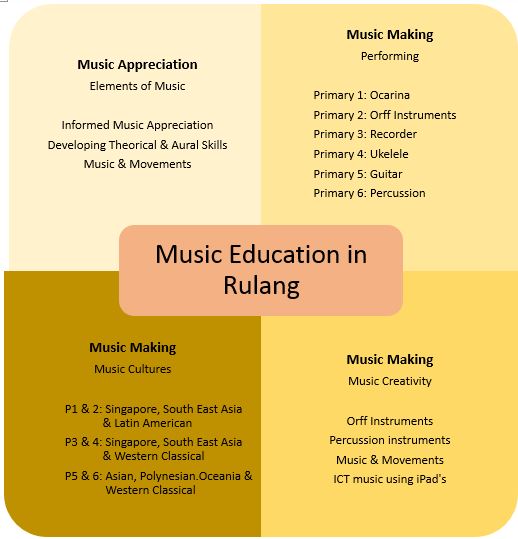 Music Appreciation
Elements of Music
Informed Music Appreciation
Developing Theorical & Aural Skills
Music & Movements
Music Making
Performing
Primary 1: Ocarina
Primary 2: Orff Instruments
Primary 3: Recorder
Primary 4: Ukelele
Primary 5: Guitar
Primary 6: Percussion
Music Education in
Rulang
Music Making
Music Cultures
P1 & 2: Singapore, South East Asia
& Latin American
P3 & 4: Singapore, South East Asia
& Western Classical
P5 & 6: Asian, Polynesian.Oceania &
Western Classical
Music Making
Music Creativity
Orff Instruments
Percussion instruments
Music & Movements
ICT music using iPad's